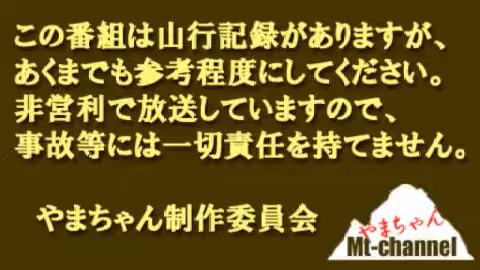 この番組は山行記録がありますが、
あくまでも参考程度にしてください。
非営利で放送していますので、
事故等には一切責任を持てません。
やまちゃん制作委員会
やまちゃん
Mt-channel